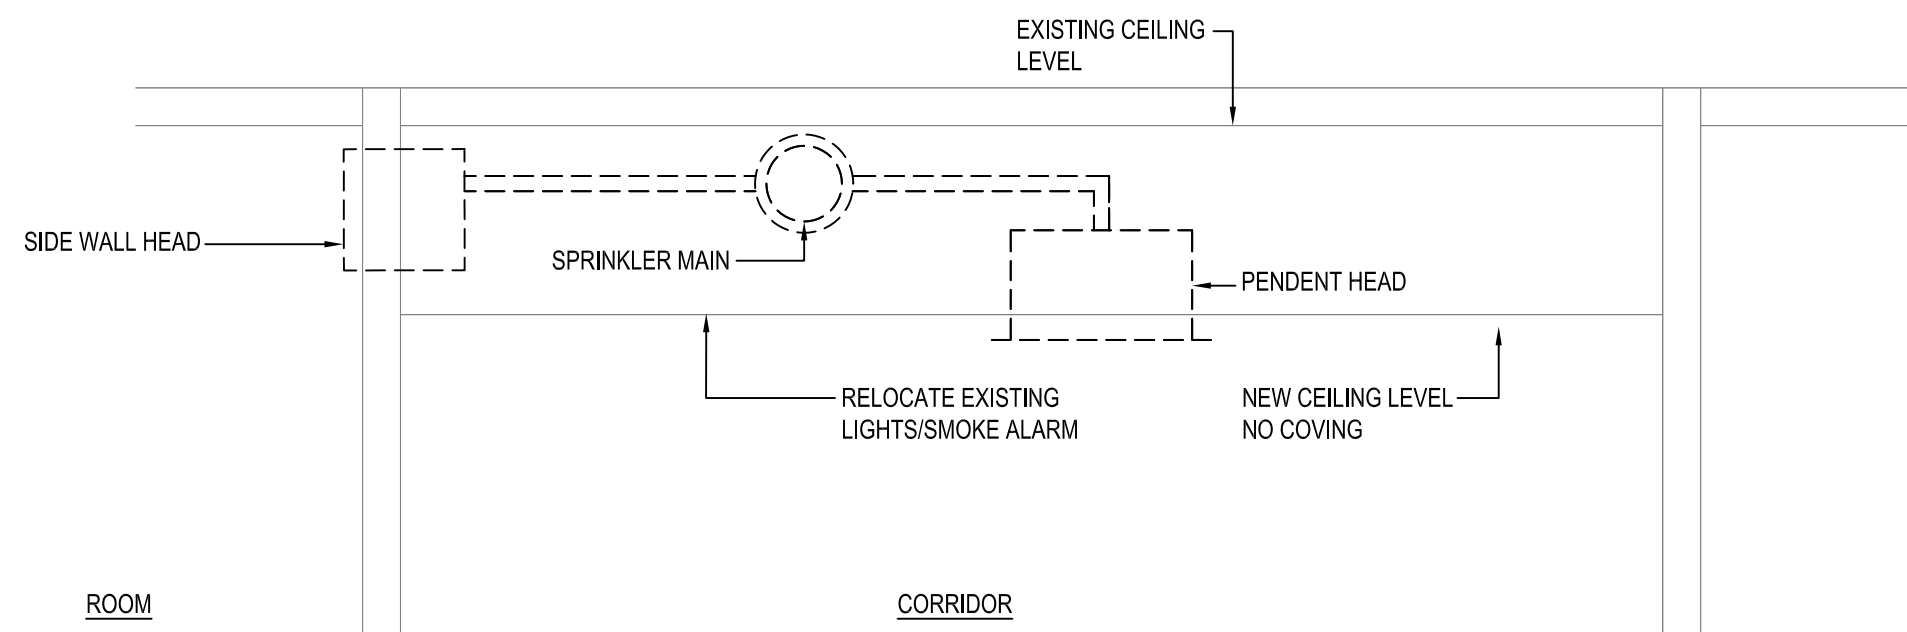 EXISTING CEILING
LEVEL
SIDE WALL HEAD
SPRINKLER MAIN
PENDENT HEAD
RELOCATE EXISTING
LIGHTS/SMOKE ALARM
NEW CEILING LEVEL
NO COVING
ROOM
CORRIDOR